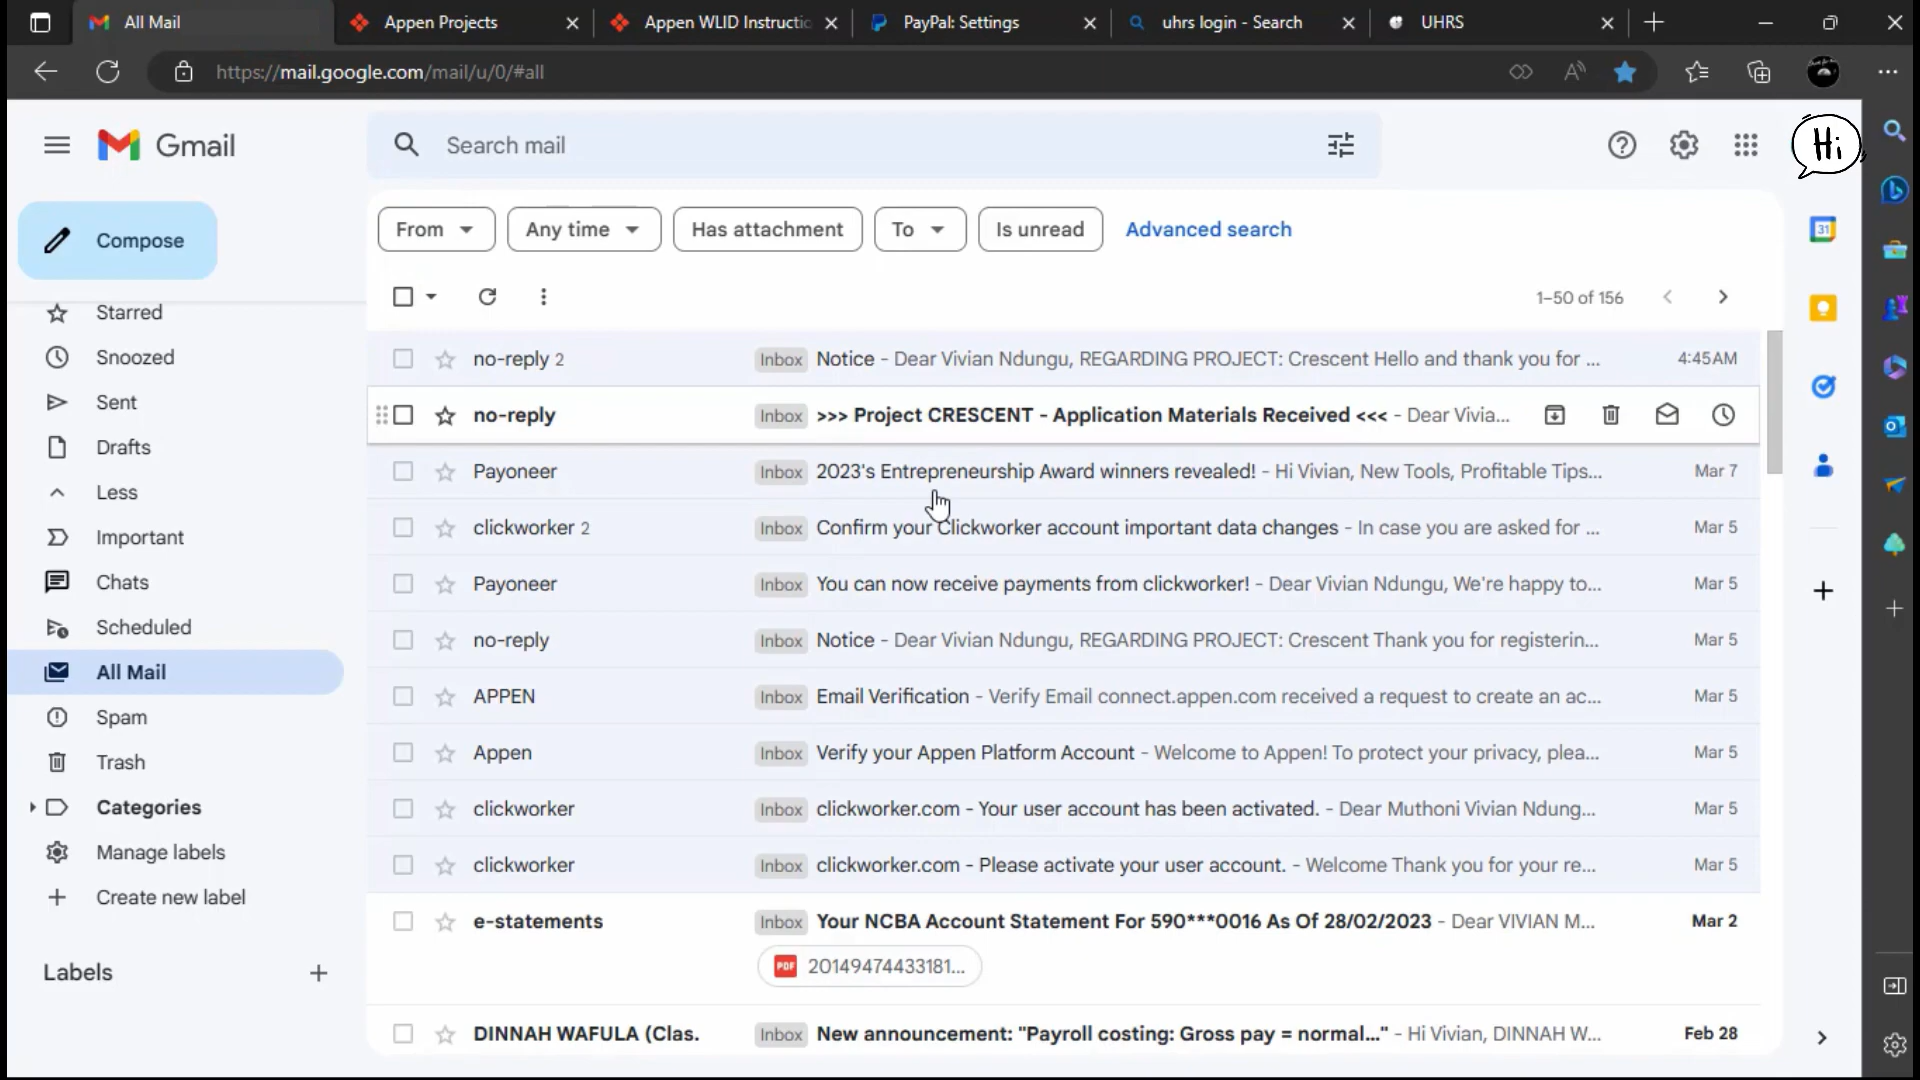 All Mail
Appen Projects
Appen WLID Instructio
PayPal: Settings
uhrs login - Search
UHRS
https://mail.google.com/mail/u/0/#all
Gmail
Search mail
Hi
Compose
From
Any time
Has attachment
To
Is unread
Advanced search
1–50 of 156
Starred
Snoozed
Sent
Drafts
Less
Important
Chats
Scheduled
All Mail
Spam
Trash
Categories
Manage labels
Create new label
Labels
no-reply 2 Inbox Notice - Dear Vivian Ndungu, REGARDING PROJECT: Crescent Hello and thank you for ... 4:45 AM
no-reply Inbox >>> Project CRESCENT - Application Materials Received <<< - Dear Vivia...
Payoneer Inbox 2023's Entrepreneurship Award winners revealed! - Hi Vivian, New Tools, Profitable Tips... Mar 7
clickworker 2 Inbox Confirm your Clickworker account important data changes - In case you are asked for ... Mar 5
Payoneer Inbox You can now receive payments from clickworker! - Dear Vivian Ndungu, We're happy to... Mar 5
no-reply Inbox Notice - Dear Vivian Ndungu, REGARDING PROJECT: Crescent Thank you for registerin... Mar 5
APPEN Inbox Email Verification - Verify Email connect.appen.com received a request to create an ac... Mar 5
Appen Inbox Verify your Appen Platform Account - Welcome to Appen! To protect your privacy, plea... Mar 5
clickworker Inbox clickworker.com - Your user account has been activated. - Dear Muthoni Vivian Ndung... Mar 5
clickworker Inbox clickworker.com - Please activate your user account. - Welcome Thank you for your re... Mar 5
e-statements Inbox Your NCBA Account Statement For 590***0016 As Of 28/02/2023 - Dear VIVIAN M... Mar 2
PDF 20149474433181...
DINNAH WAFULA (Clas. Inbox New announcement: "Payroll costing: Gross pay = normal..." - Hi Vivian, DINNAH W... Feb 28
31